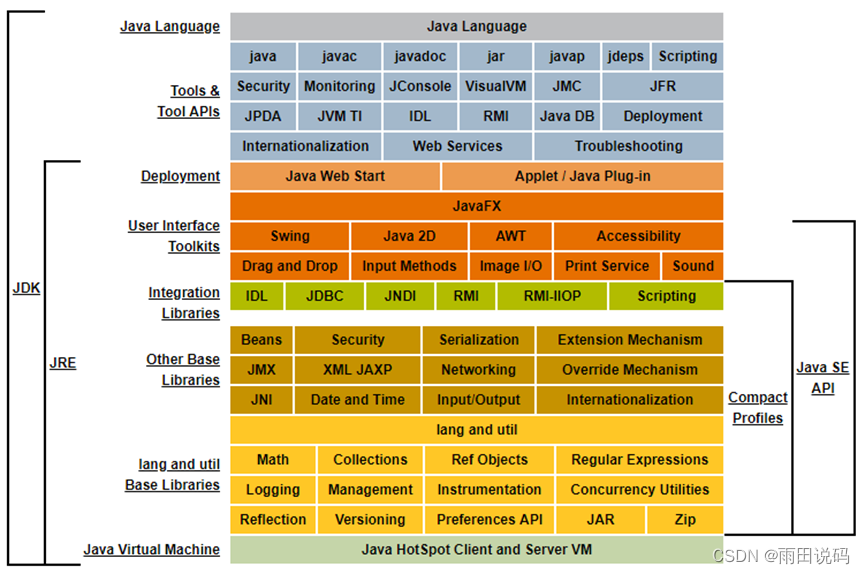 Java Language Java Language
java javac javadoc jar javap jdeps Scripting
Security Monitoring JConsole VisualVM JMC JFR
Tools &
Tool APIs
JPDA JVM TI IDL RMI Java DB Deployment
Internationalization Web Services Troubleshooting
Deployment Java Web Start Applet / Java Plug-in
JavaFX
User Interface
Toolkits
Swing Java 2D AWT Accessibility
Drag and Drop Input Methods Image I/O Print Service Sound
JDK
Integration
Libraries
IDL JDBC JNDI RMI RMI-IIOP Scripting
Beans Security Serialization Extension Mechanism
JRE
Other Base
Libraries
JMX XML JAXP Networking Override Mechanism
Java SE
API
JNI Date and Time Input/Output Internationalization
Compact
Profiles
lang and util
Math Collections Ref Objects Regular Expressions
lang and util
Base Libraries
Logging Management Instrumentation Concurrency Utilities
Reflection Versioning Preferences API JAR Zip
Java Virtual Machine Java HotSpot Client and Server VM
CSDN @雨田说码